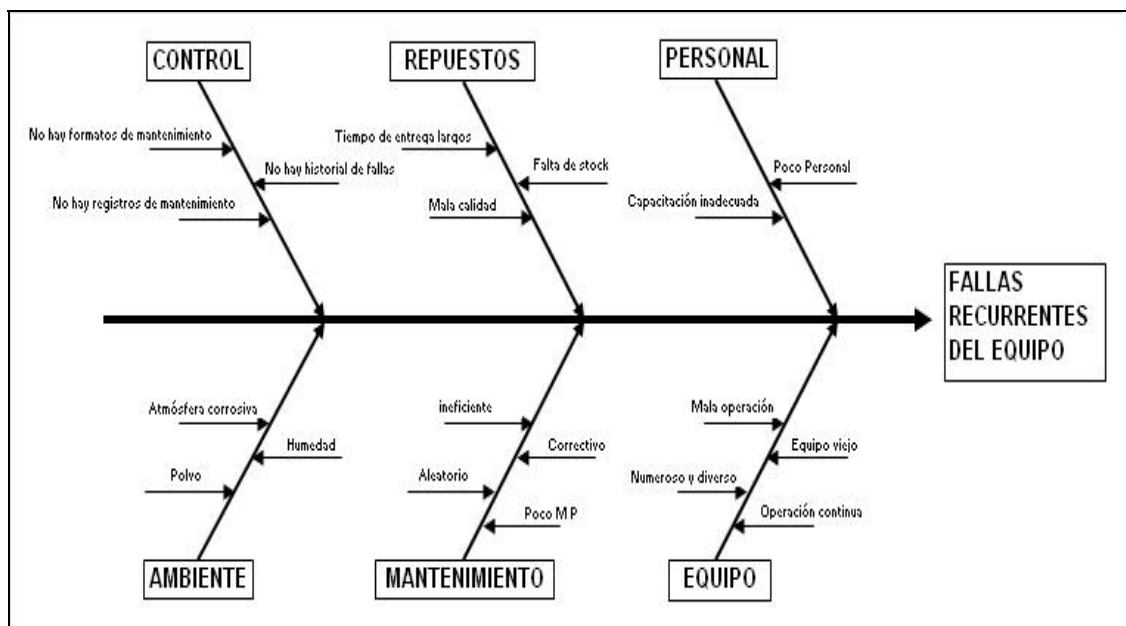 CONTROL
REPUESTOS
PERSONAL
No hay formatos de mantenimiento
No hay historial de fallas
No hay registros de mantenimiento
Tiempo de entrega largos
Falta de stock
Mala calidad
Poco Personal
Capacitación inadecuada
FALLAS
RECURRENTES
DEL EQUIPO
Atmósfera corrosiva
Humedad
Polvo
ineficiente
Correctivo
Aleatorio
Poco M P
Mala operación
Equipo viejo
Numeroso y diverso
Operación continua
AMBIENTE
MANTENIMIENTO
EQUIPO